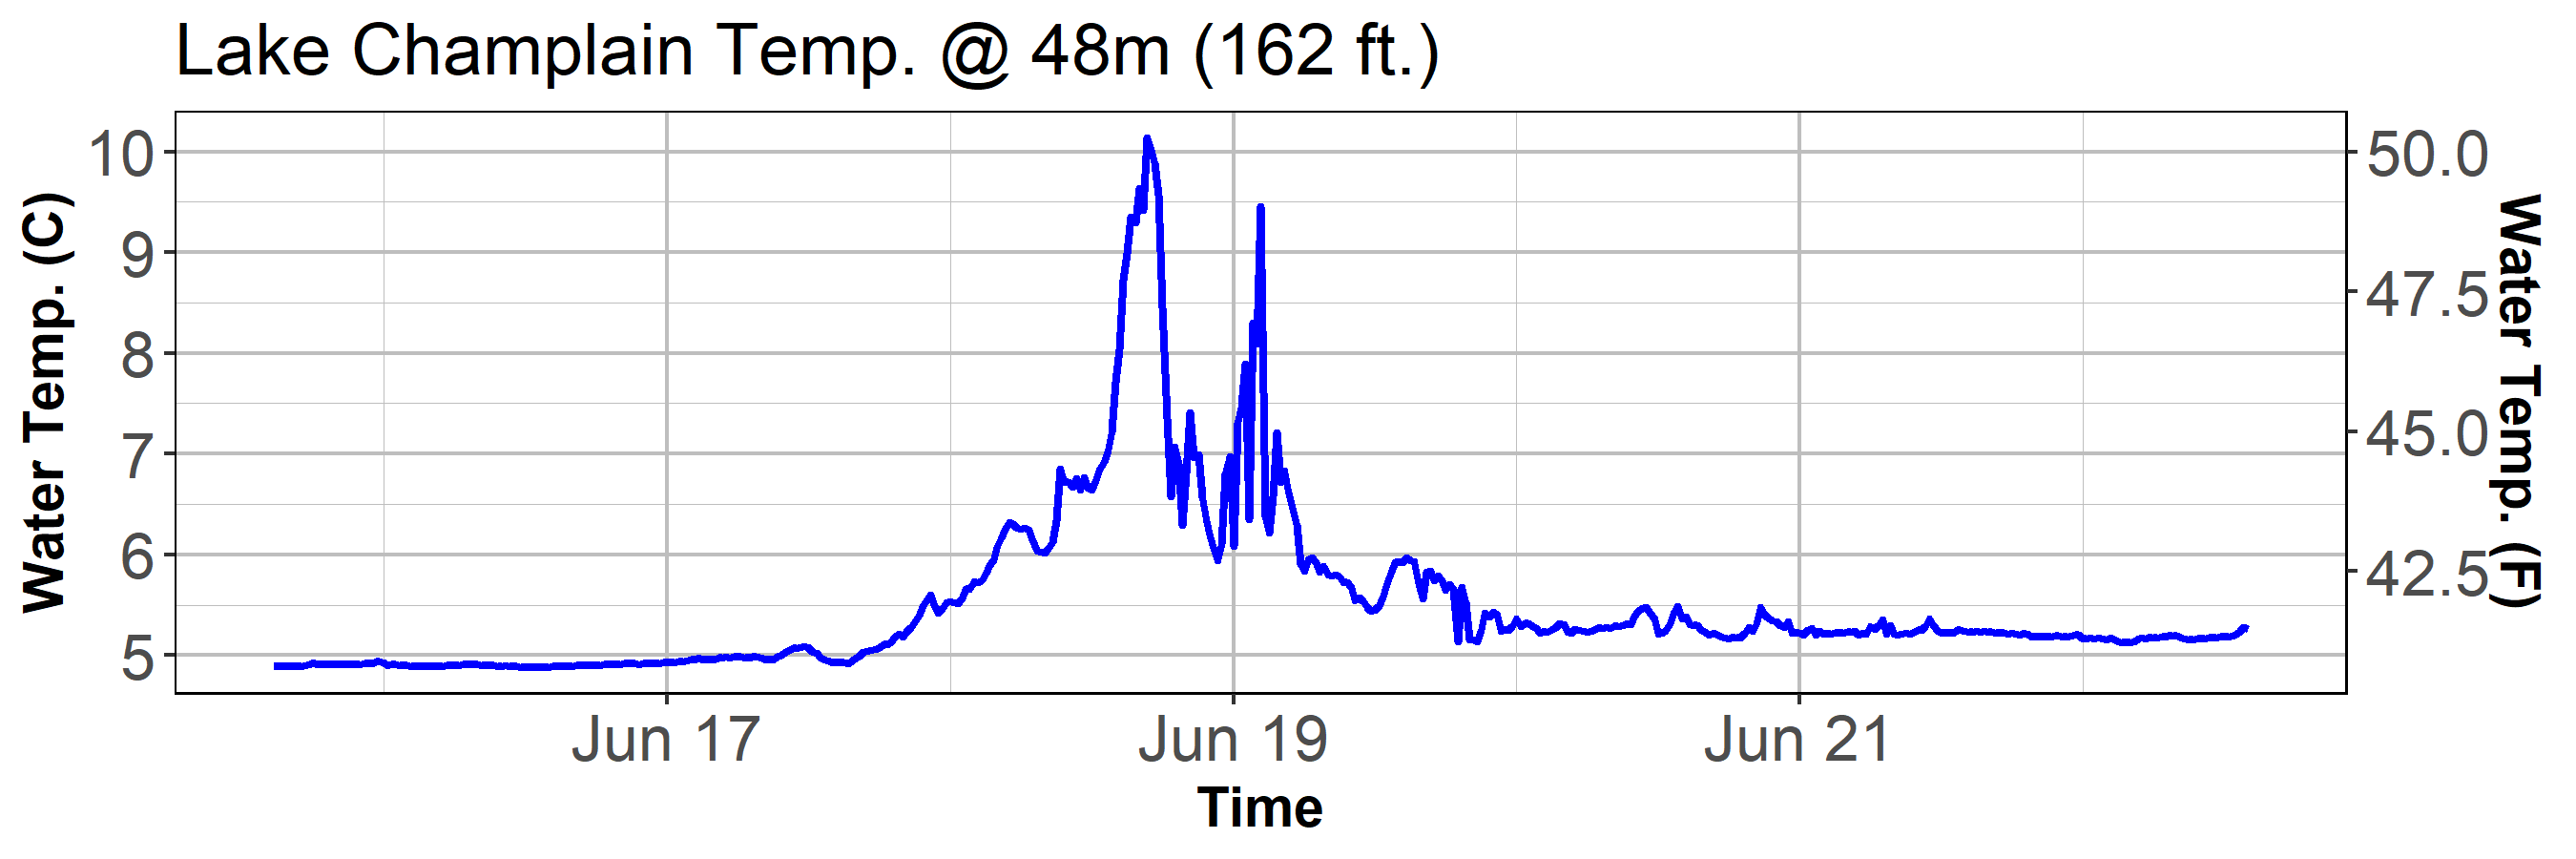 Lake Champlain Temp. @ 48m (162 ft.)
Water Temp. (C)
10
9
8
7
6
5
50.0
47.5
45.0
42.5
Water Temp. (F)
Jun 17
Jun 19
Jun 21
Time